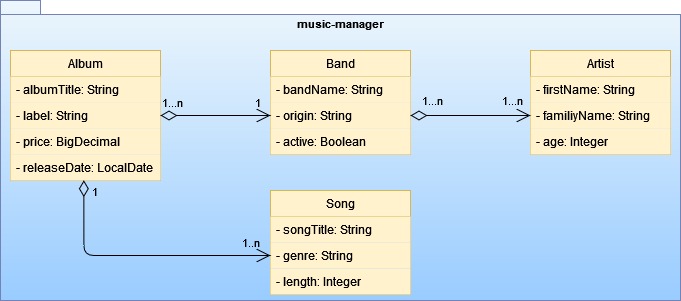 music-manager
Album
- albumTitle: String
- label: String
- price: BigDecimal
- releaseDate: LocalDate
1...n
1
Band
- bandName: String
- origin: String
- active: Boolean
1...n
1...n
Artist
- firstName: String
- familiyName: String
- age: Integer
1
1..n
Song
- songTitle: String
- genre: String
- length: Integer